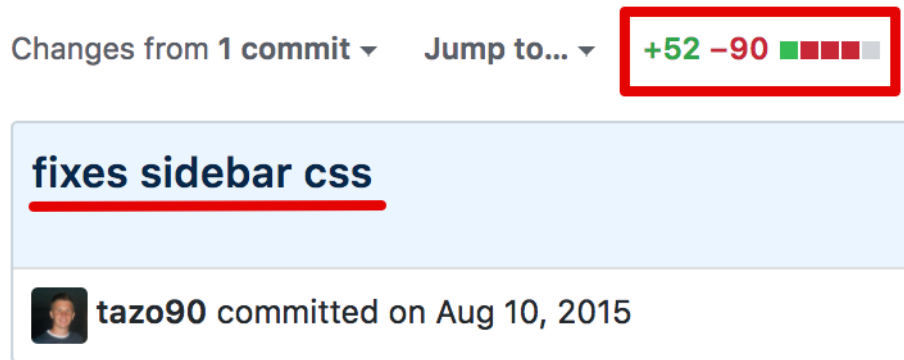 Changes from 1 commit Jump to... +52 −90
fixes sidebar css
tazo90 committed on Aug 10, 2015